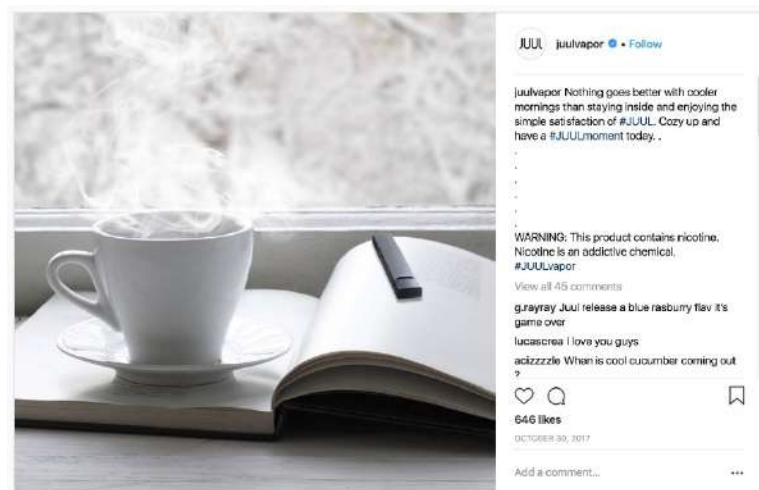 JUUL juulvapor • Follow
juulvapor Nothing goes better with cooler
mornings than staying inside and enjoying the
simple satisfaction of #JUUL. Cozy up and
have a #JUULmoment today. .
.
.
.
.
.
.
WARNING: This product contains nicotine.
Nicotine is an addictive chemical.
#JUULvapor
View all 45 comments
g.rayray Juul release a blue rasburry flav it's
game over
lucascrea I love you guys
acizzzzle When is cool cucumber coming out
?
646 likes
OCTOBER 30, 2017
Add a comment...